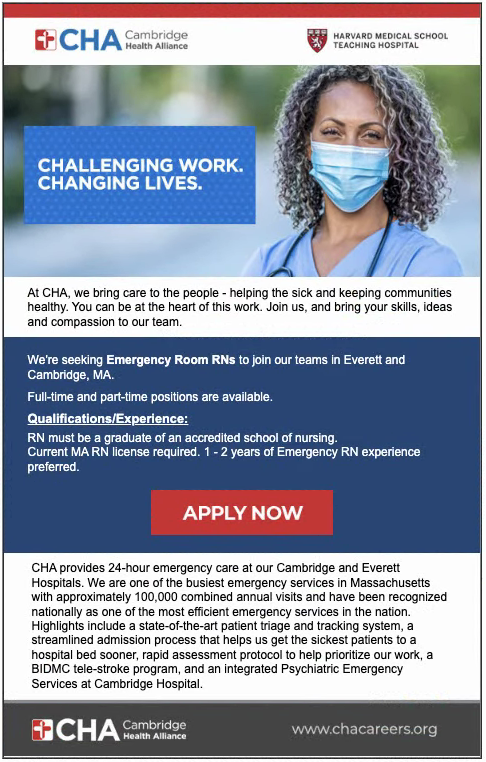 CHA Cambridge Health Alliance
HARVARD MEDICAL SCHOOL
TEACHING HOSPITAL
CHALLENGING WORK.
CHANGING LIVES.
At CHA, we bring care to the people - helping the sick and keeping communities
healthy. You can be at the heart of this work. Join us, and bring your skills, ideas
and compassion to our team.
We're seeking Emergency Room RNs to join our teams in Everett and
Cambridge, MA.
Full-time and part-time positions are available.
Qualifications/Experience:
RN must be a graduate of an accredited school of nursing.
Current MA RN license required. 1 - 2 years of Emergency RN experience
preferred.
APPLY NOW
CHA provides 24-hour emergency care at our Cambridge and Everett
Hospitals. We are one of the busiest emergency services in Massachusetts
with approximately 100,000 combined annual visits and have been recognized
nationally as one of the most efficient emergency services in the nation.
Highlights include a state-of-the-art patient triage and tracking system, a
streamlined admission process that helps us get the sickest patients to a
hospital bed sooner, rapid assessment protocol to help prioritize our work, a
BIDMC tele-stroke program, and an integrated Psychiatric Emergency
Services at Cambridge Hospital.
CHA Cambridge Health Alliance
www.chacareers.org